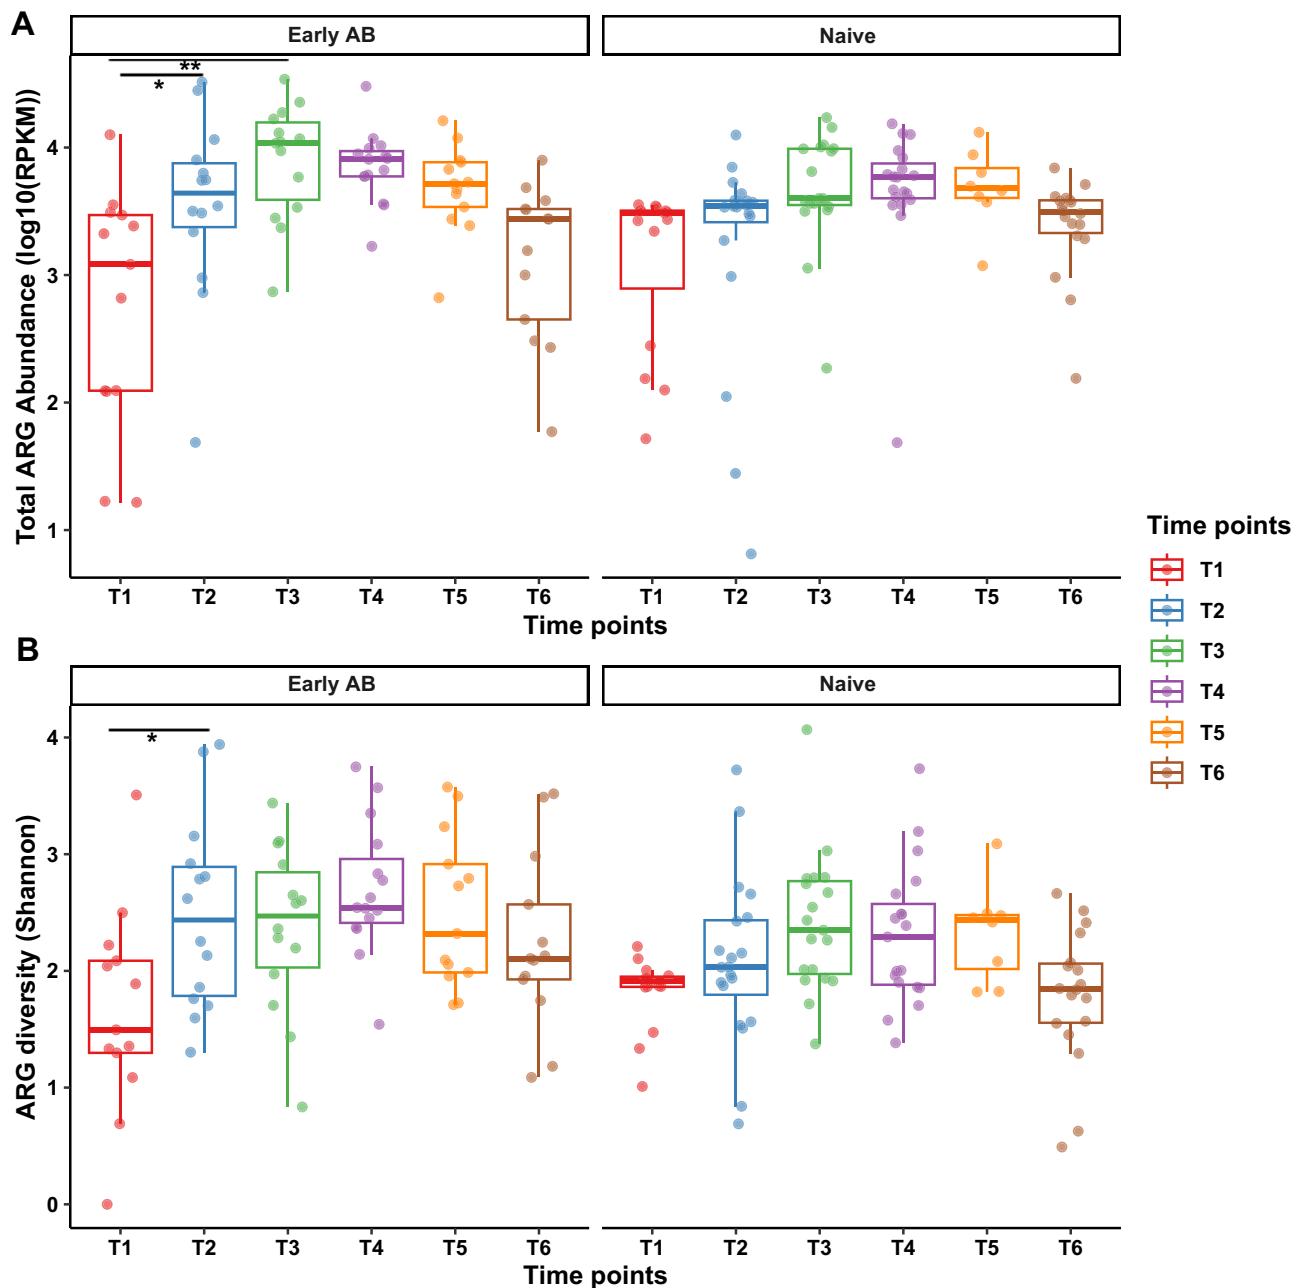 A
Early AB
Naive
Total ARG Abundance (log10(RPKM))
**
*
4
3
2
1
T1 T2 T3 T4 T5 T6
T1 T2 T3 T4 T5 T6
Time points
B
Early AB
Naive
ARG diversity (Shannon)
*
4
3
2
1
0
T1 T2 T3 T4 T5 T6
T1 T2 T3 T4 T5 T6
Time points
Time points
T1
T2
T3
T4
T5
T6